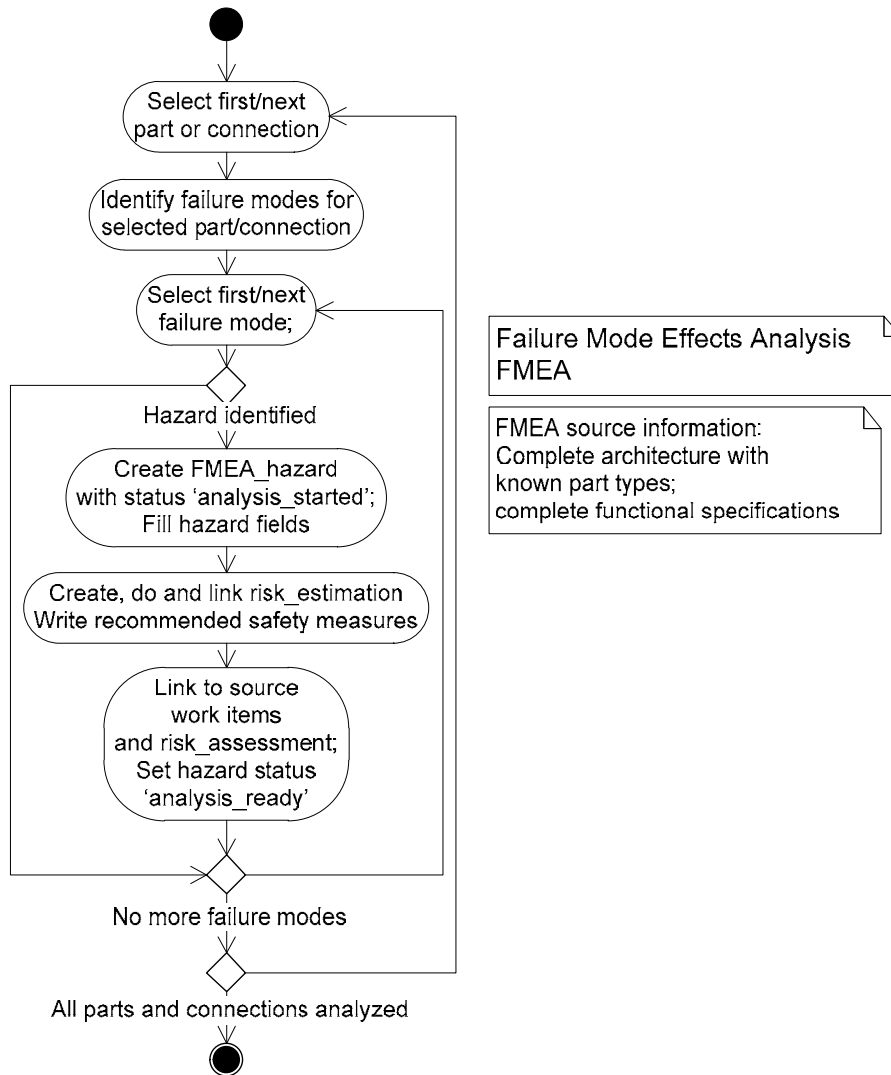 Select first/next
part or connection
Identify failure modes for
selected part/connection
Select first/next
failure mode;
Hazard identified
Create FMEA_hazard
with status ‘analysis_started’;
Fill hazard fields
Create, do and link risk_estimation
Write recommended safety measures
Link to source
work items
and risk_assessment;
Set hazard status
‘analysis_ready’
No more failure modes
All parts and connections analyzed
Failure Mode Effects Analysis
FMEA
FMEA source information:
Complete architecture with
known part types;
complete functional specifications